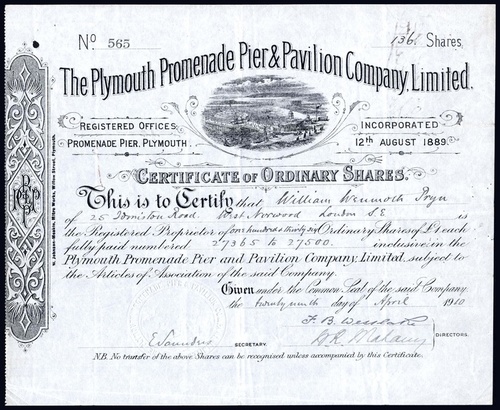 No 565 136 Shares.
The Plymouth Promenade Pier & Pavilion Company, Limited.
REGISTERED OFFICES,
PROMENADE PIER, PLYMOUTH.
INCORPORATED
12TH AUGUST 1889.
CERTIFICATE OF ORDINARY SHARES.
This is to Certify that William Wenmoth Pryn
of 25 Road West Norwood London S E is
the Registered Proprietor of one hundred & thirty six Ordinary Shares of £1 each
fully paid numbered 27365 to 27500 inclusive in the
Plymouth Promenade Pier and Pavilion Company, Limited, subject to
the Articles of Association of the said Company.
Given under the Common Seal of the said Company
the twenty ninth day of April 1910
E Saunders SECRETARY.
DIRECTORS.
N.B. No transfer of the above Shares can be recognised unless accompanied by this Certificate.